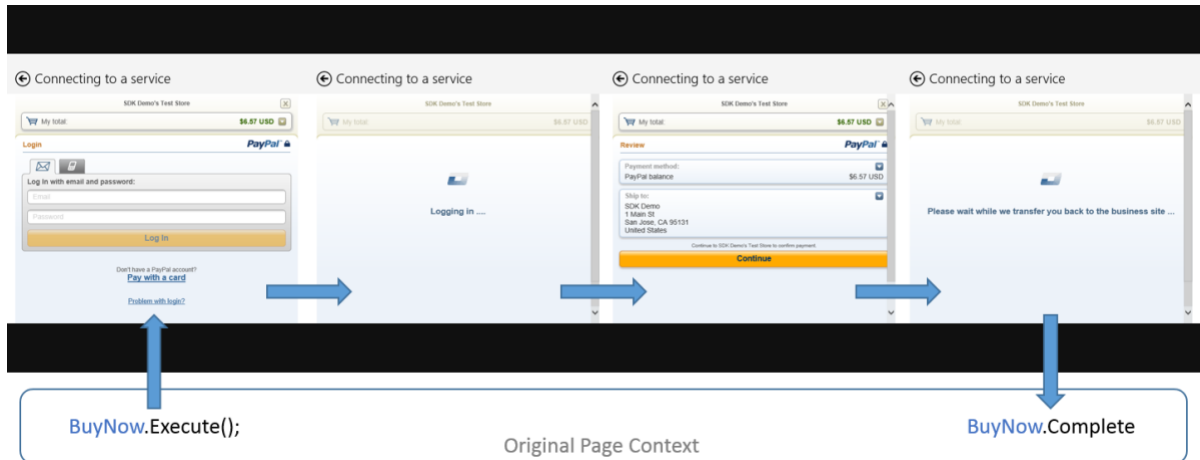 Connecting to a service
SDK Demo's Test Store
My total:
$6.57 USD
Login
PayPal
Log in with email and password:
Email
Password
Log In
Don't have a PayPal account?
Pay with a card
Problem with login?
Connecting to a service
SDK Demo's Test Store
My total:
$6.57 USD
Logging in ....
Connecting to a service
SDK Demo's Test Store
My total:
$6.57 USD
Review
PayPal
Payment method:
PayPal balance
$6.57 USD
Ship to:
SDK Demo
1 Main St
San Jose, CA 95131
United States
Continue to SDK Demo's Test Store to confirm payment.
Continue
Connecting to a service
SDK Demo's Test Store
My total:
$6.57 USD
Please wait while we transfer you back to the business site ...
BuyNow.Execute();
Original Page Context
BuyNow.Complete